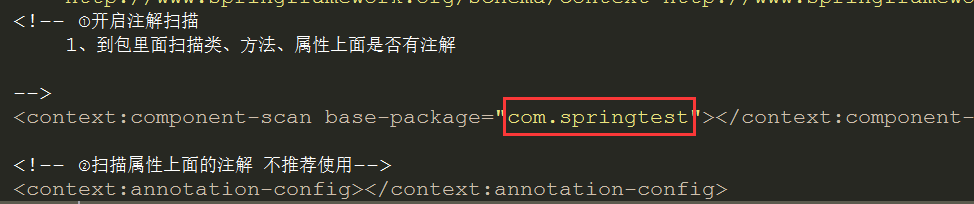 http://www.springframework.org/schema/context http://www.springframewo
<!-- ①开启注解扫描
1、到包里面扫描类、方法、属性上面是否有注解
-->
<context:component-scan base-package="com.springtest"></context:component-
<!-- ②扫描属性上面的注解 不推荐使用-->
<context:annotation-config></context:annotation-config>